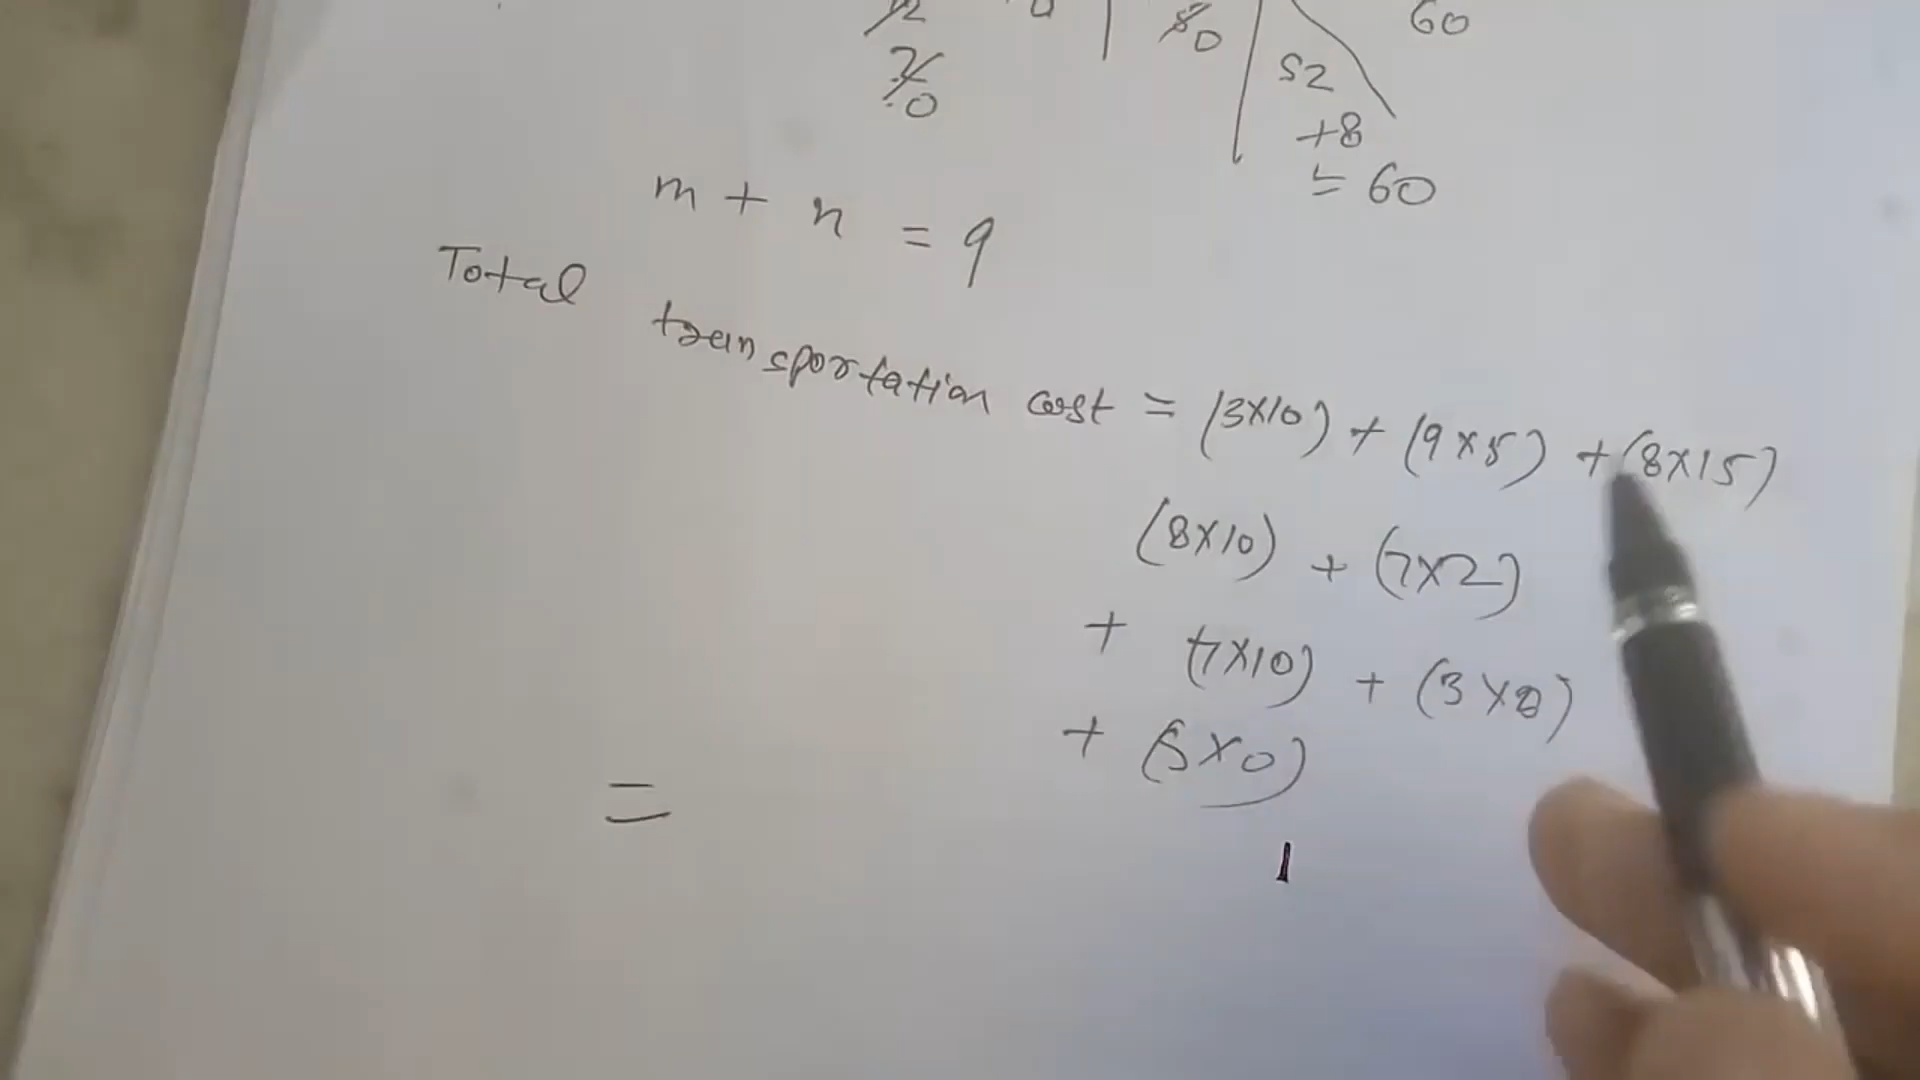 60
0
52
+8
= 60
m + n = 9
Total transportation cost = (3×10) + (9×5) + (8×15)
(8×10) + (7×2)
+ (7×10) + (3×8)
+ (5×0)
=